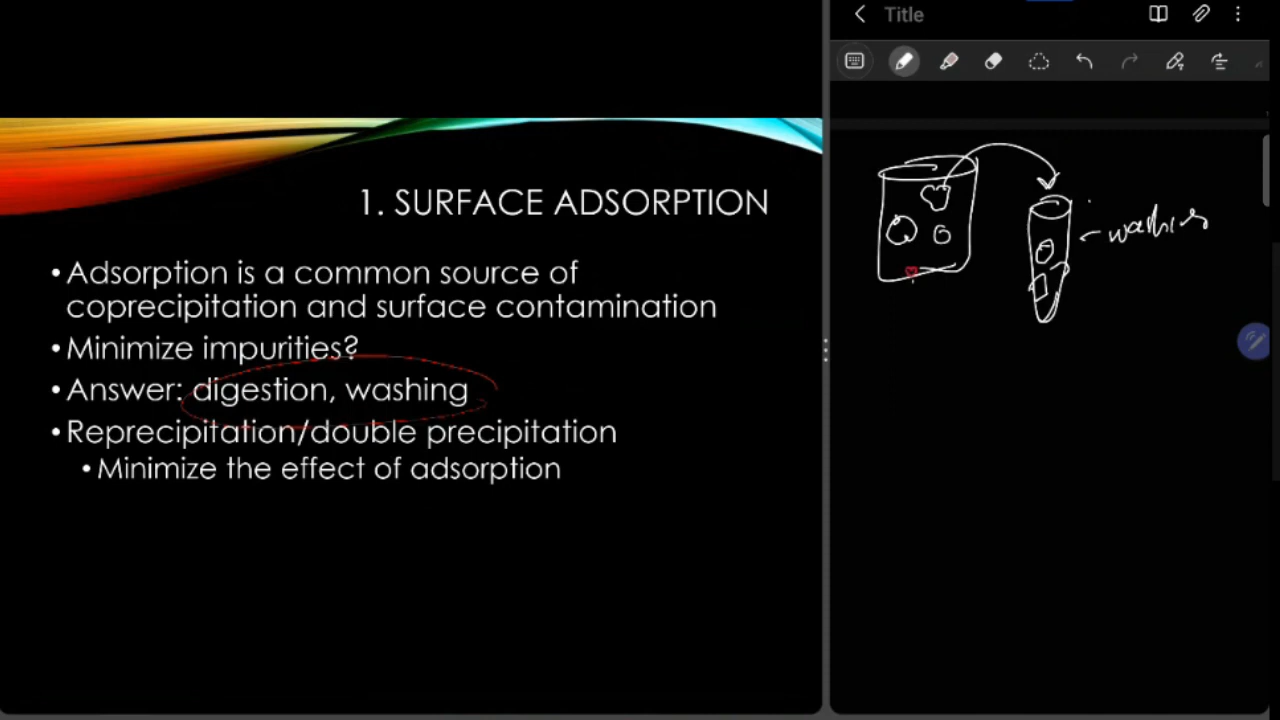 Title
1. SURFACE ADSORPTION
• Adsorption is a common source of
coprecipitation and surface contamination
• Minimize impurities?
• Answer: digestion, washing
• Reprecipitation/double precipitation
• Minimize the effect of adsorption